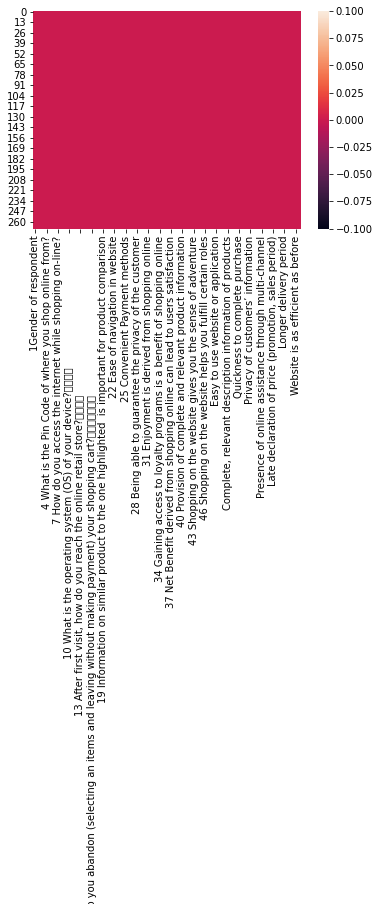 0
13
26
39
52
65
78
91
104
117
130
143
156
169
182
195
208
221
234
247
260
0.100
0.075
0.050
0.025
0.000
−0.025
−0.050
−0.075
−0.100
1Gender of respondent
4 What is the Pin Code of where you shop online from?
7 How do you access the internet while shopping on-line?
10 What is the operating system (OS) of your device?□□□□
13 After first visit, how do you reach the online retail store?□□□□
you abandon (selecting an items and leaving without making payment) your shopping cart?□□□□□□□
19 Information on similar product to the one highlighted  is important for product comparison
22 Ease of navigation in website
25 Convenient Payment methods
28 Being able to guarantee the privacy of the customer
31 Enjoyment is derived from shopping online
34 Gaining access to loyalty programs is a benefit of shopping online
37 Net Benefit derived from shopping online can lead to users satisfaction
40 Provision of complete and relevant product information
43 Shopping on the website gives you the sense of adventure
46 Shopping on the website helps you fulfill certain roles
Easy to use website or application
Complete, relevant description information of products
Quickness to complete purchase
Privacy of customers' information
Presence of online assistance through multi-channel
Late declaration of price (promotion, sales period)
Longer delivery period
Website is as efficient as before